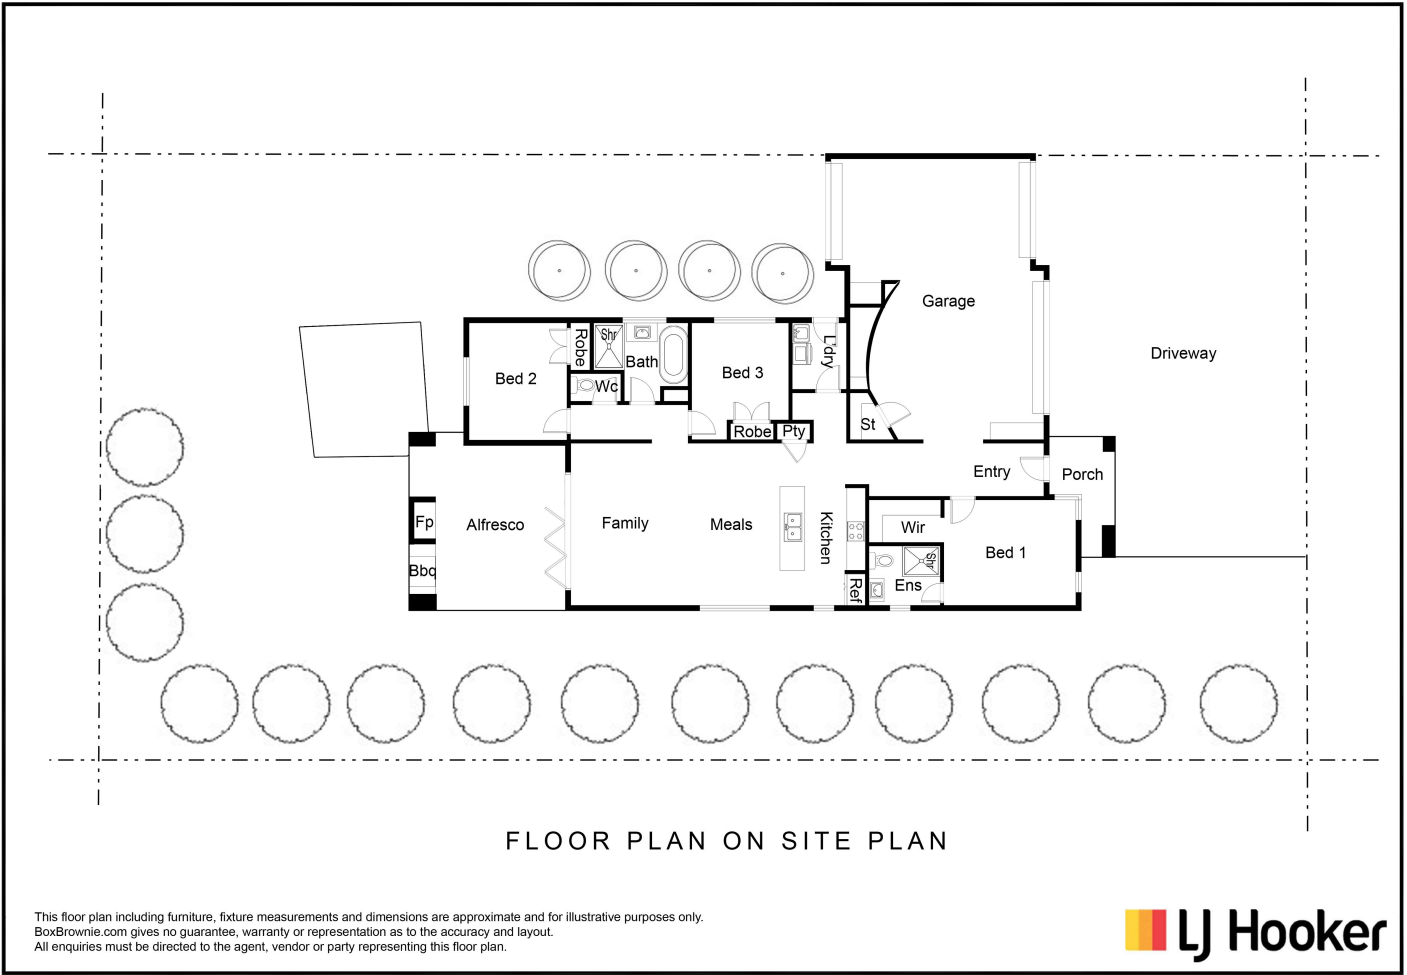 Garage
Driveway
Robe
Shr
Bath
L'dry
Bed 2
Wc
Bed 3
St
Robe
Pty
Entry
Porch
Fp
Alfresco
Family
Meals
Kitchen
Wir
Bed 1
Shr
Bbq
Ens
Ref
FLOOR PLAN ON SITE PLAN
This floor plan including furniture, fixture measurements and dimensions are approximate and for illustrative purposes only.
BoxBrownie.com gives no guarantee, warranty or representation as to the accuracy and layout.
All enquiries must be directed to the agent, vendor or party representing this floor plan.
LJ Hooker